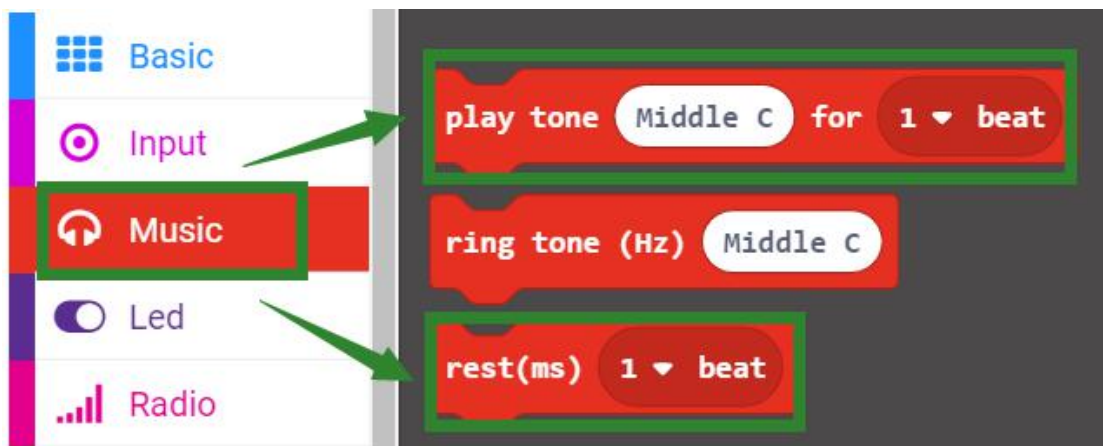 Basic
Input
Music
Led
Radio
play tone Middle C for 1 beat
ring tone (Hz) Middle C
rest(ms) 1 beat